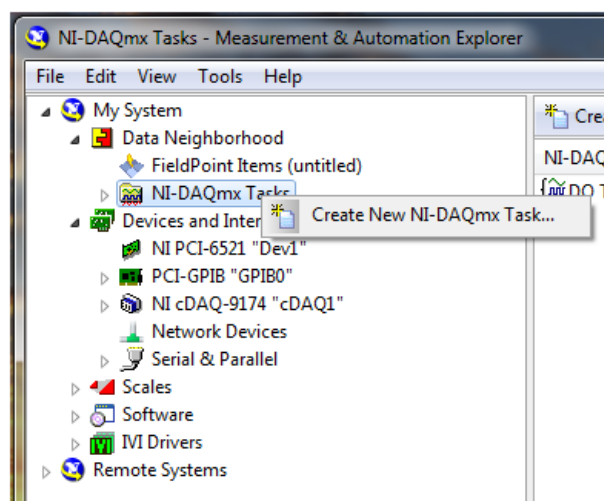 NI-DAQmx Tasks - Measurement & Automation Explorer
File Edit View Tools Help
My System
Data Neighborhood
FieldPoint Items (untitled)
NI-DAQmx Tasks
Create New NI-DAQmx Task...
Devices and Inter
NI PCI-6521 "Dev1"
PCI-GPIB "GPIB0"
NI cDAQ-9174 "cDAQ1"
Network Devices
Serial & Parallel
Scales
Software
IVI Drivers
Remote Systems
Crea
NI-DAQ
DO T